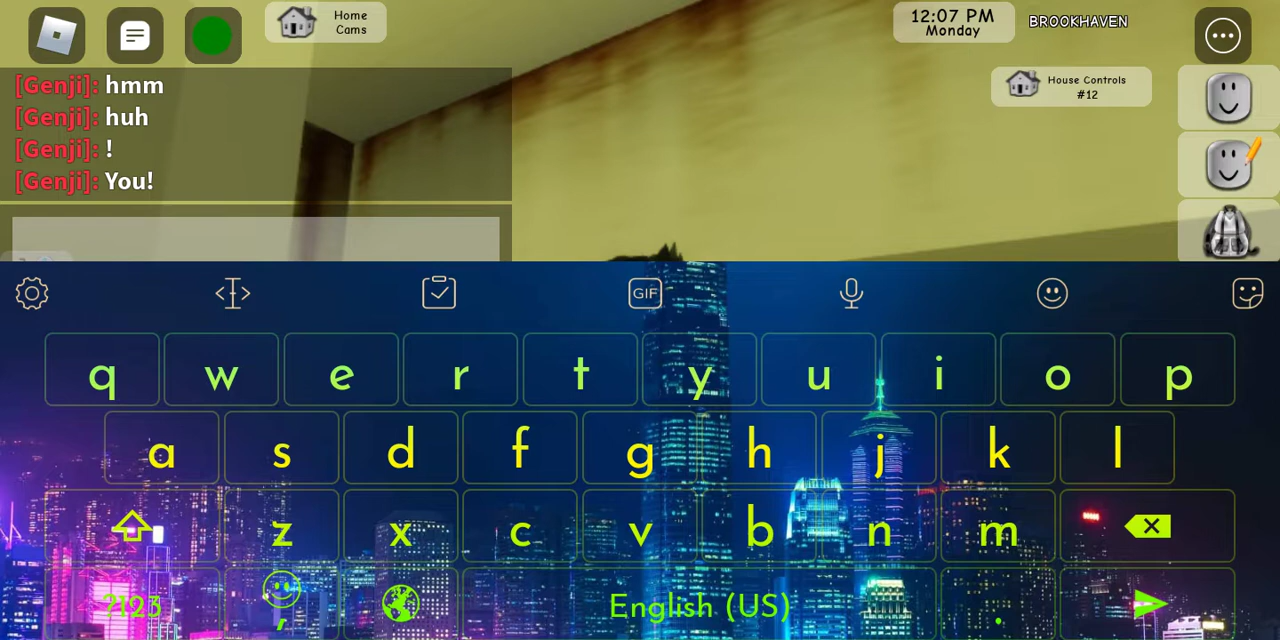 Home
Cams
12:07 PM
Monday
BROOKHAVEN
House Controls
#12
[Genji]: hmm
[Genji]: huh
[Genji]: !
[Genji]: You!
GIF
q w e r t y u i o p
a s d f g h j k l
z x c v b n m
?123 , English (US) .